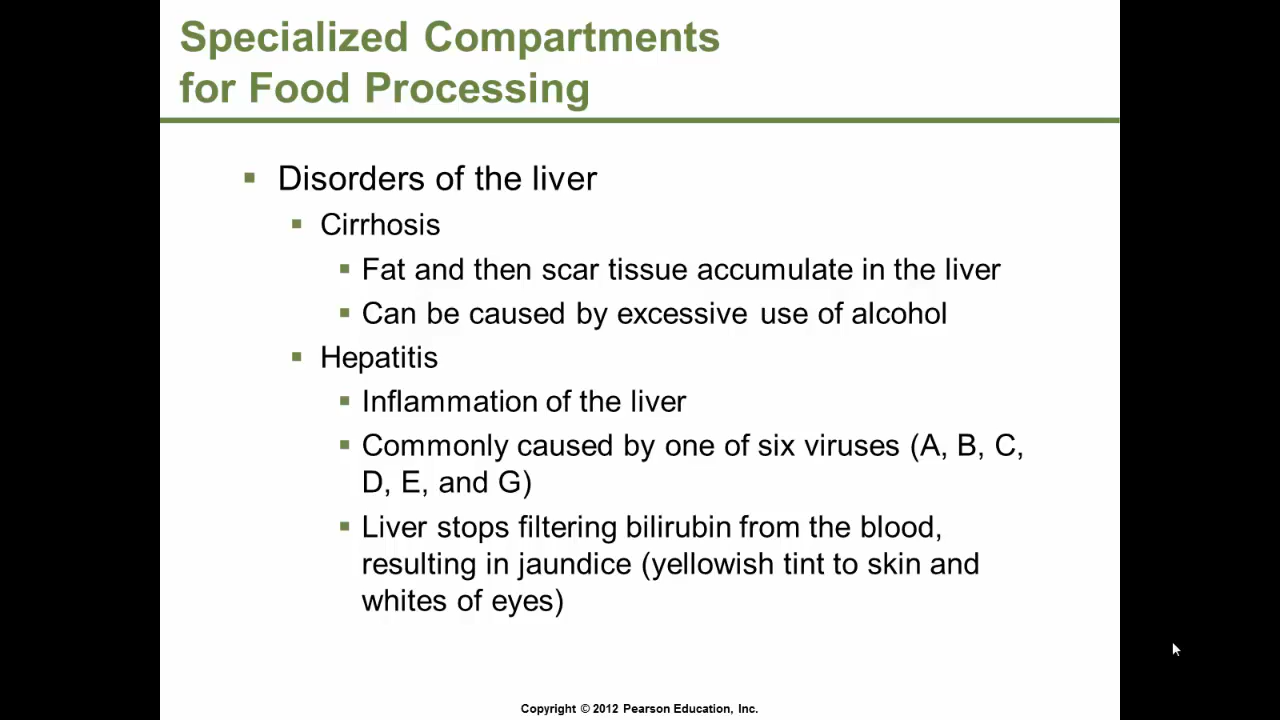 Specialized Compartments
for Food Processing
▪ Disorders of the liver
▪ Cirrhosis
▪ Fat and then scar tissue accumulate in the liver
▪ Can be caused by excessive use of alcohol
▪ Hepatitis
▪ Inflammation of the liver
▪ Commonly caused by one of six viruses (A, B, C,
D, E, and G)
▪ Liver stops filtering bilirubin from the blood,
resulting in jaundice (yellowish tint to skin and
whites of eyes)
Copyright © 2012 Pearson Education, Inc.